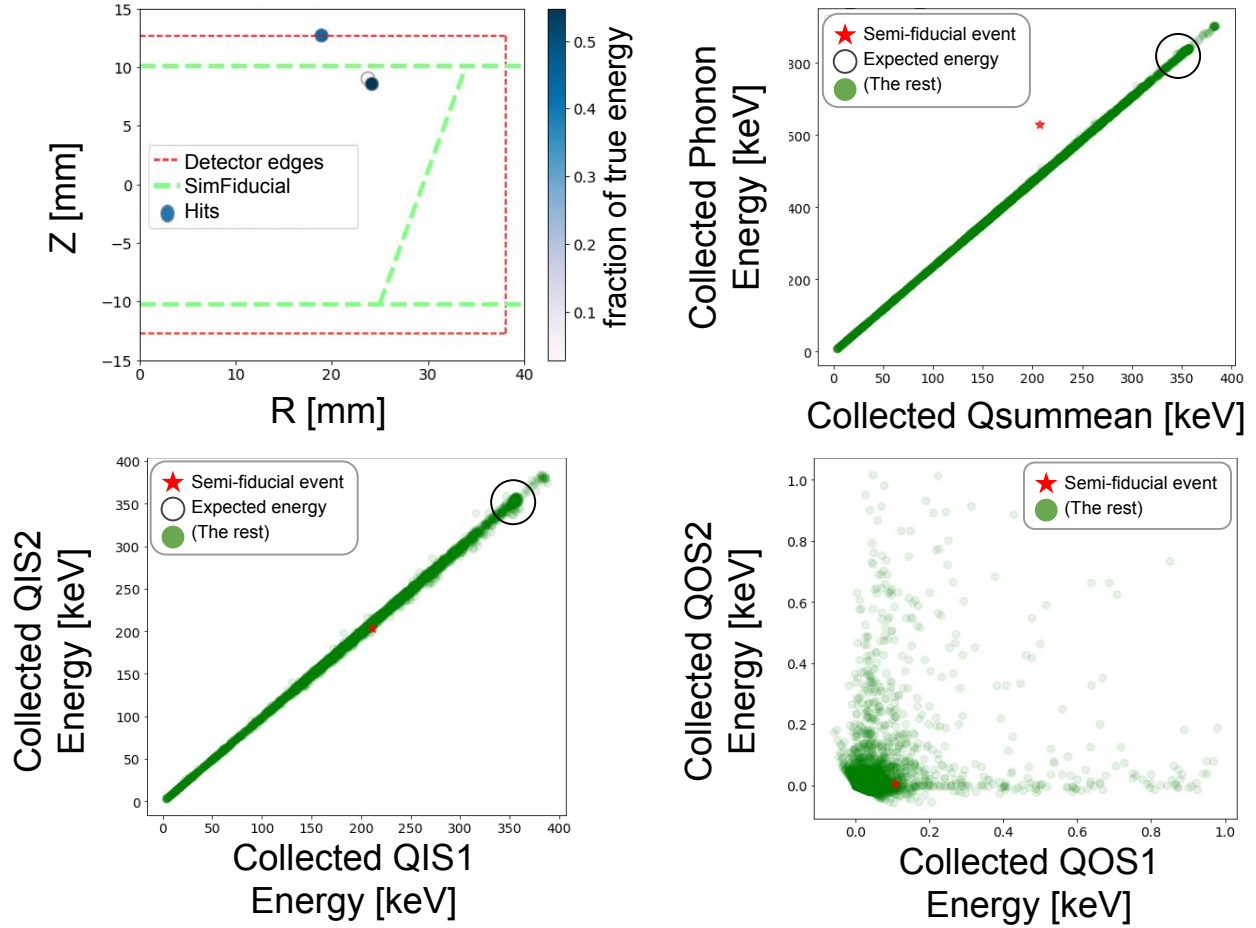 15
10
5
0
−5
−10
−15
0
10
20
30
40
Z [mm]
R [mm]
Detector edges
SimFiducial
Hits
0.5
0.4
0.3
0.2
0.1
fraction of true energy
Semi-fiducial event
Expected energy
(The rest)
800
600
400
200
0
0
50
100
150
200
250
300
350
400
Collected Phonon
Energy [keV]
Collected Qsummean [keV]
Semi-fiducial event
Expected energy
(The rest)
400
350
300
250
200
150
100
50
0
0
50
100
150
200
250
300
350
400
Collected QIS2
Energy [keV]
Collected QIS1
Energy [keV]
Semi-fiducial event
(The rest)
1.0
0.8
0.6
0.4
0.2
0.0
0.0
0.2
0.4
0.6
0.8
1.0
Collected QOS2
Energy [keV]
Collected QOS1
Energy [keV]